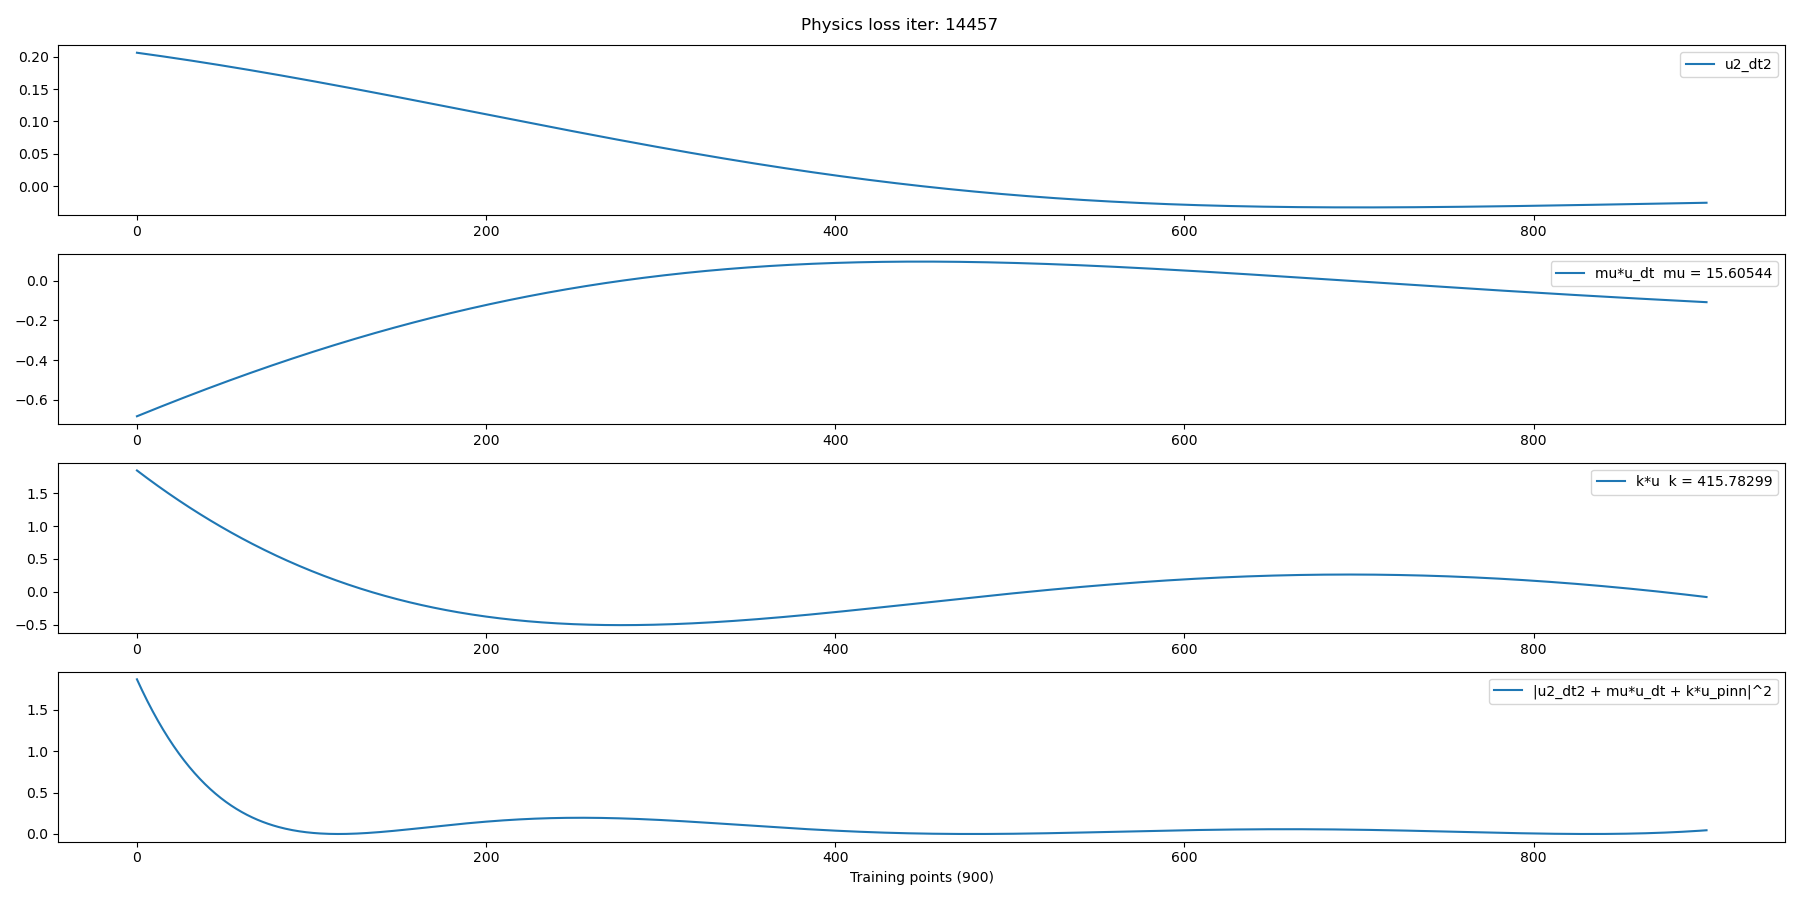 Physics loss iter: 14457
u2_dt2
0.20
0.15
0.10
0.05
0.00
0 200 400 600 800
mu*u_dt  mu = 15.60544
0.0
−0.2
−0.4
−0.6
0 200 400 600 800
k*u  k = 415.78299
1.5
1.0
0.5
0.0
−0.5
0 200 400 600 800
|u2_dt2 + mu*u_dt + k*u_pinn|^2
1.5
1.0
0.5
0.0
0 200 400 600 800
Training points (900)